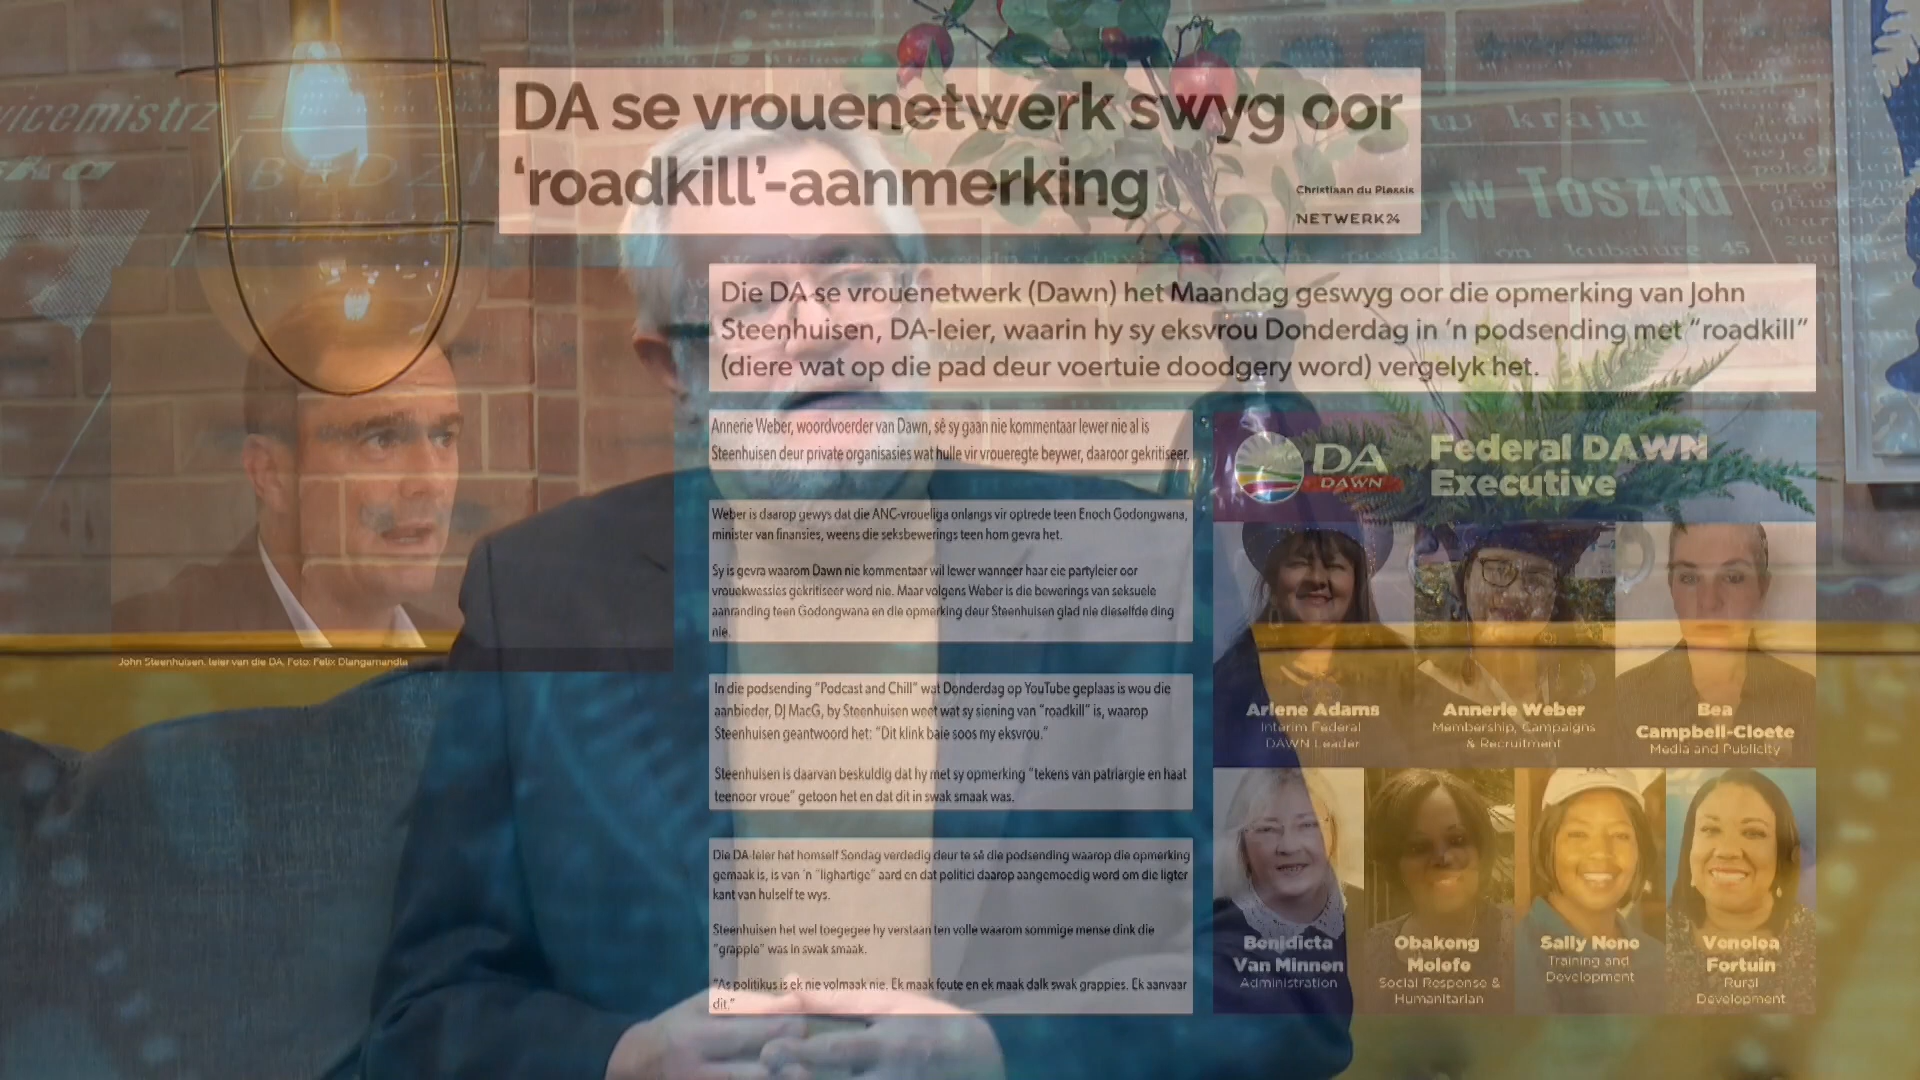 DA se vrouenetwerk swyg oor
‘roadkill’-aanmerking
Christiaan du Plessis
NETWERK24
Die DA se vrouenetwerk (Dawn) het Maandag geswyg oor die opmerking van John
Steenhuisen, DA-leier, waarin hy sy eksvrou Donderdag in ’n podsending met “roadkill”
(diere wat op die pad deur voertuie doodgery word) vergelyk het.
Annerie Weber, woordvoerder van Dawn, sê sy gaan nie kommentaar lewer nie al is
Steenhuisen deur private organisasies wat hulle vir vroueregte beywer, daaroor gekritiseer.
Weber is daarop gewys dat die ANC-vroueliga onlangs vir optrede teen Enoch Godongwana,
minister van finansies, weens die seksbewerings teen hom gevra het.
Sy is gevra waarom Dawn nie kommentaar wil lewer wanneer haar eie partyleier oor
vrouekwessies gekritiseer word nie. Maar volgens Weber is die bewerings van seksuele
aanranding teen Godongwana en die opmerking deur Steenhuisen glad nie dieselfde ding
nie.
In die podsending “Podcast and Chill” wat Donderdag op YouTube geplaas is wou die
aanbieder, DJ MacG, by Steenhuisen weet wat sy siening van “roadkill” is, waarop
Steenhuisen geantwoord het: “Dit klink baie soos my eksvrou.”
Steenhuisen is daarvan beskuldig dat hy met sy opmerking “tekens van patriargie en haat
teenoor vroue” getoon het en dat dit in swak smaak was.
Die DA-leier het homself Sondag verdedig deur te sê die podsending waarop die opmerking
gemaak is, is van ’n “lighartige” aard en dat politici daarop aangemoedig word om die ligter
kant van hulself te wys.
Steenhuisen het wel toegegee hy verstaan ten volle waarom sommige mense dink die
“grappie” was in swak smaak.
“As politikus is ek nie volmaak nie. Ek maak foute en ek maak dalk swak grappies. Ek aanvaar
dit.”
John Steenhuisen, leier van die DA. Foto: Felix Dlangamandla
DA
DAWN
Federal DAWN
Executive
Arlene Adams
Interim Federal
DAWN Leader
Annerie Weber
Membership, Campaigns
& Recruitment
Bea
Campbell-Cloete
Media and Publicity
Benidicta
Van Minnen
Administration
Obakeng
Molefe
Social Response &
Humanitarian
Sally Nene
Training and
Development
Venolea
Fortuin
Rural
Development
vicemistrz
w kraju
w Toszku